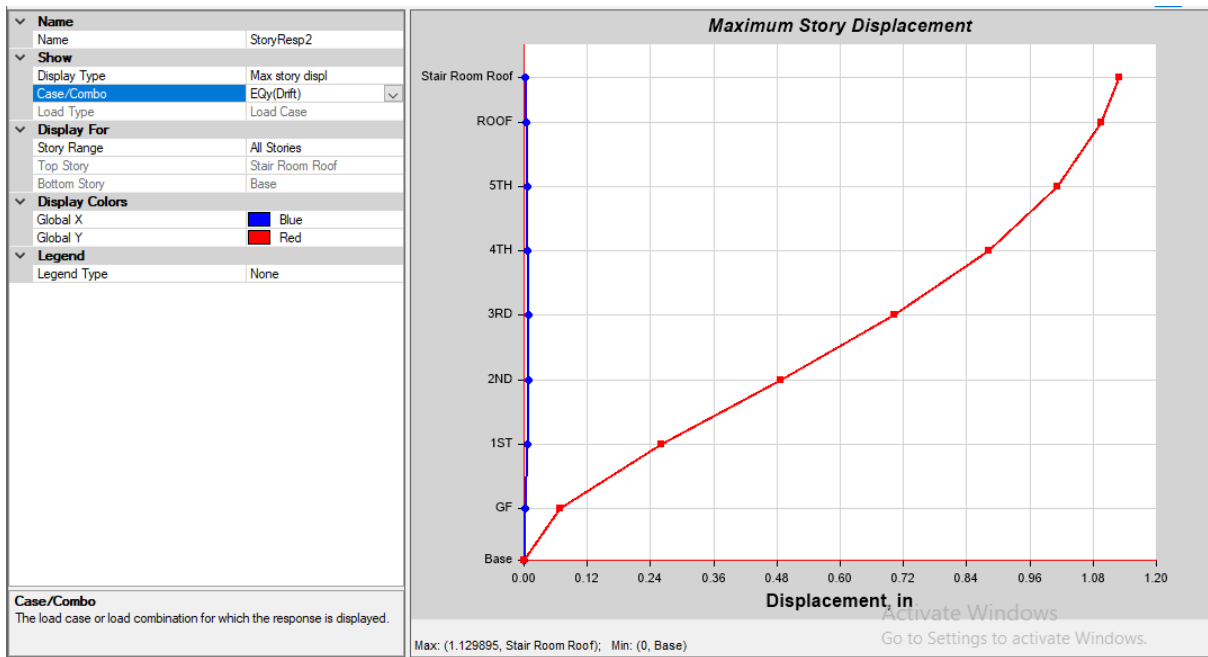 Name
Name StoryResp2
Show
Display Type Max story displ
Case/Combo EQy(Drift)
Load Type Load Case
Display For
Story Range All Stories
Top Story Stair Room Roof
Bottom Story Base
Display Colors
Global X Blue
Global Y Red
Legend
Legend Type None
Case/Combo
The load case or load combination for which the response is displayed.
Maximum Story Displacement
Stair Room Roof
ROOF
5TH
4TH
3RD
2ND
1ST
GF
Base
0.00 0.12 0.24 0.36 0.48 0.60 0.72 0.84 0.96 1.08 1.20
Displacement, in
Activate Windows
Go to Settings to activate Windows.
Max: (1.129895, Stair Room Roof); Min: (0, Base)